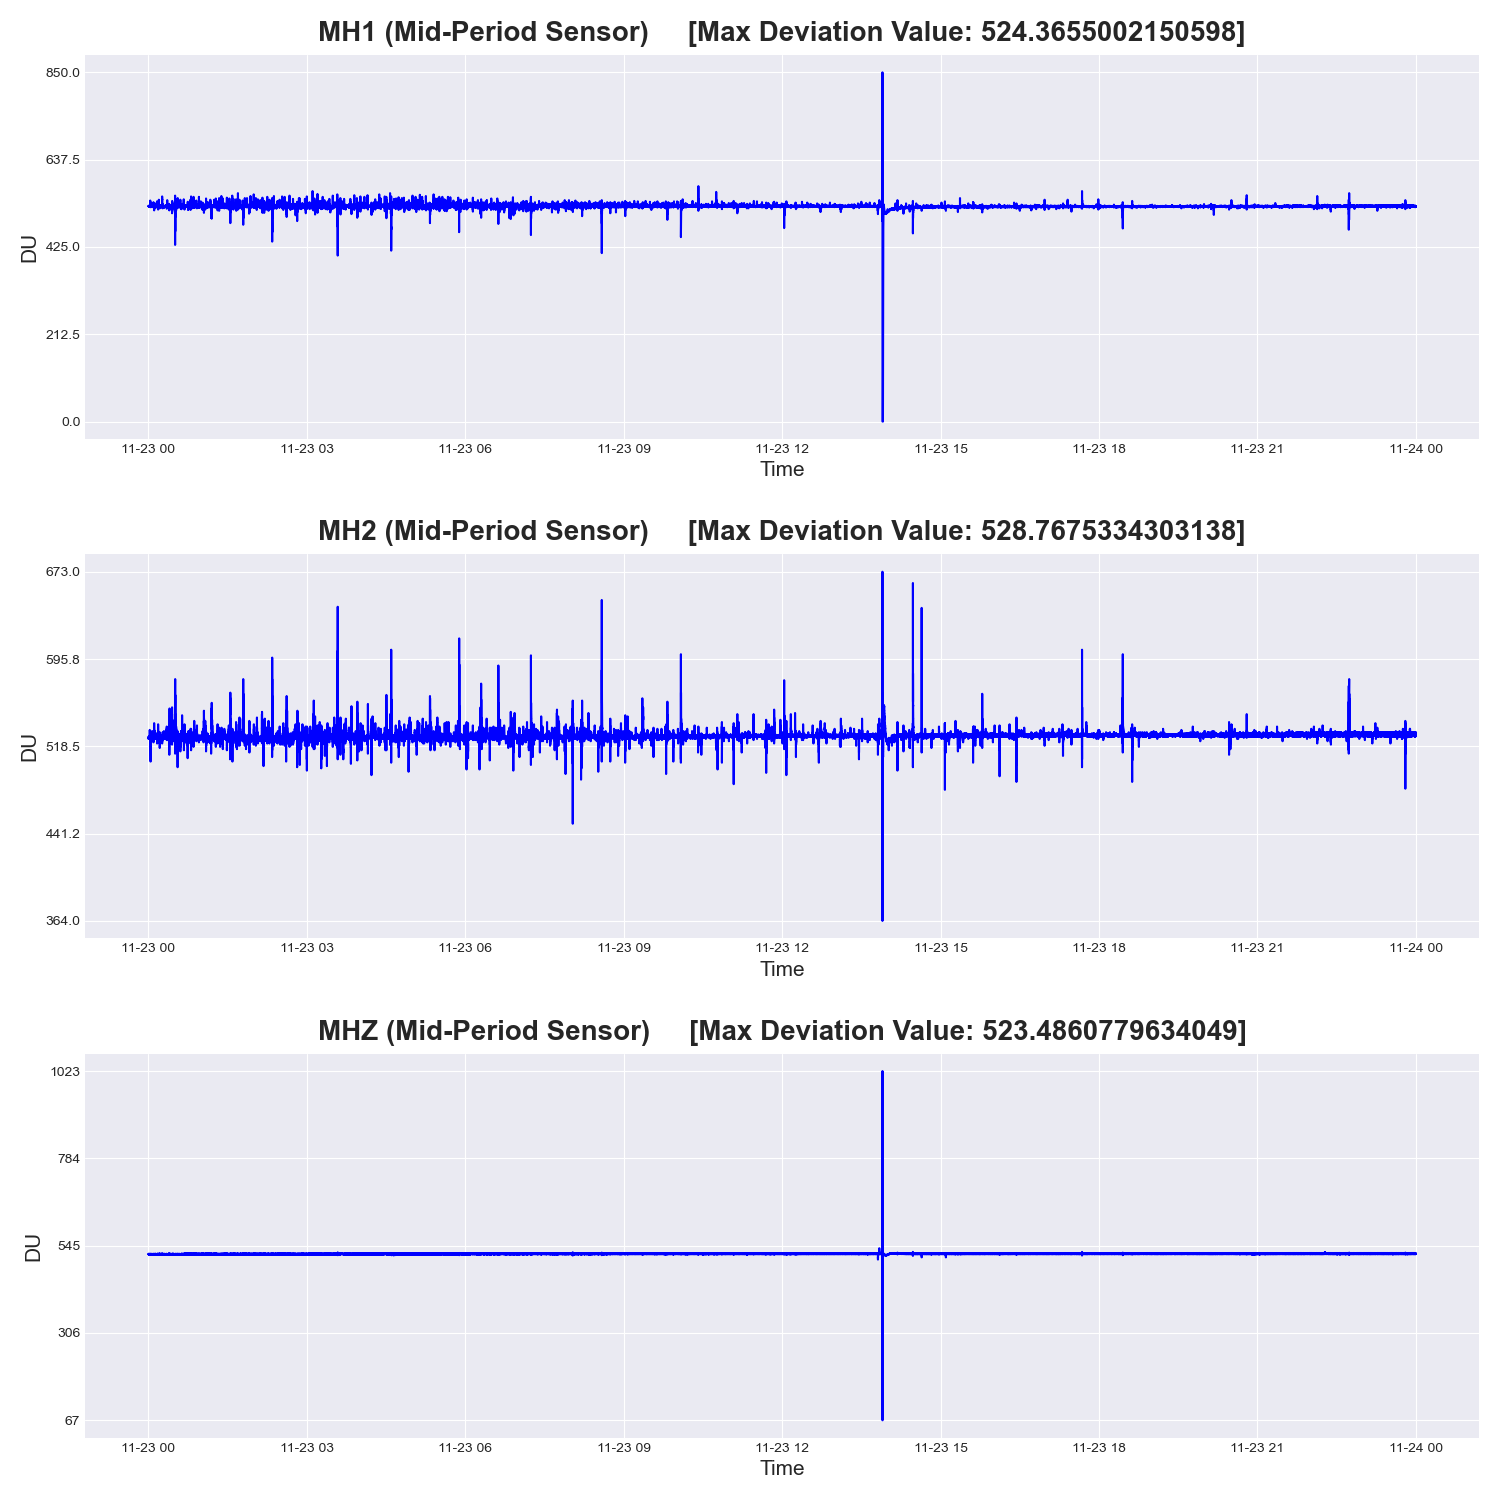 MH1 (Mid-Period Sensor) [Max Deviation Value: 524.3655002150598]
850.0
637.5
425.0
212.5
0.0
DU
11-23 00 11-23 03 11-23 06 11-23 09 11-23 12 11-23 15 11-23 18 11-23 21 11-24 00
Time
MH2 (Mid-Period Sensor) [Max Deviation Value: 528.7675334303138]
673.0
595.8
518.5
441.2
364.0
DU
11-23 00 11-23 03 11-23 06 11-23 09 11-23 12 11-23 15 11-23 18 11-23 21 11-24 00
Time
MHZ (Mid-Period Sensor) [Max Deviation Value: 523.4860779634049]
1023
784
545
306
67
DU
11-23 00 11-23 03 11-23 06 11-23 09 11-23 12 11-23 15 11-23 18 11-23 21 11-24 00
Time